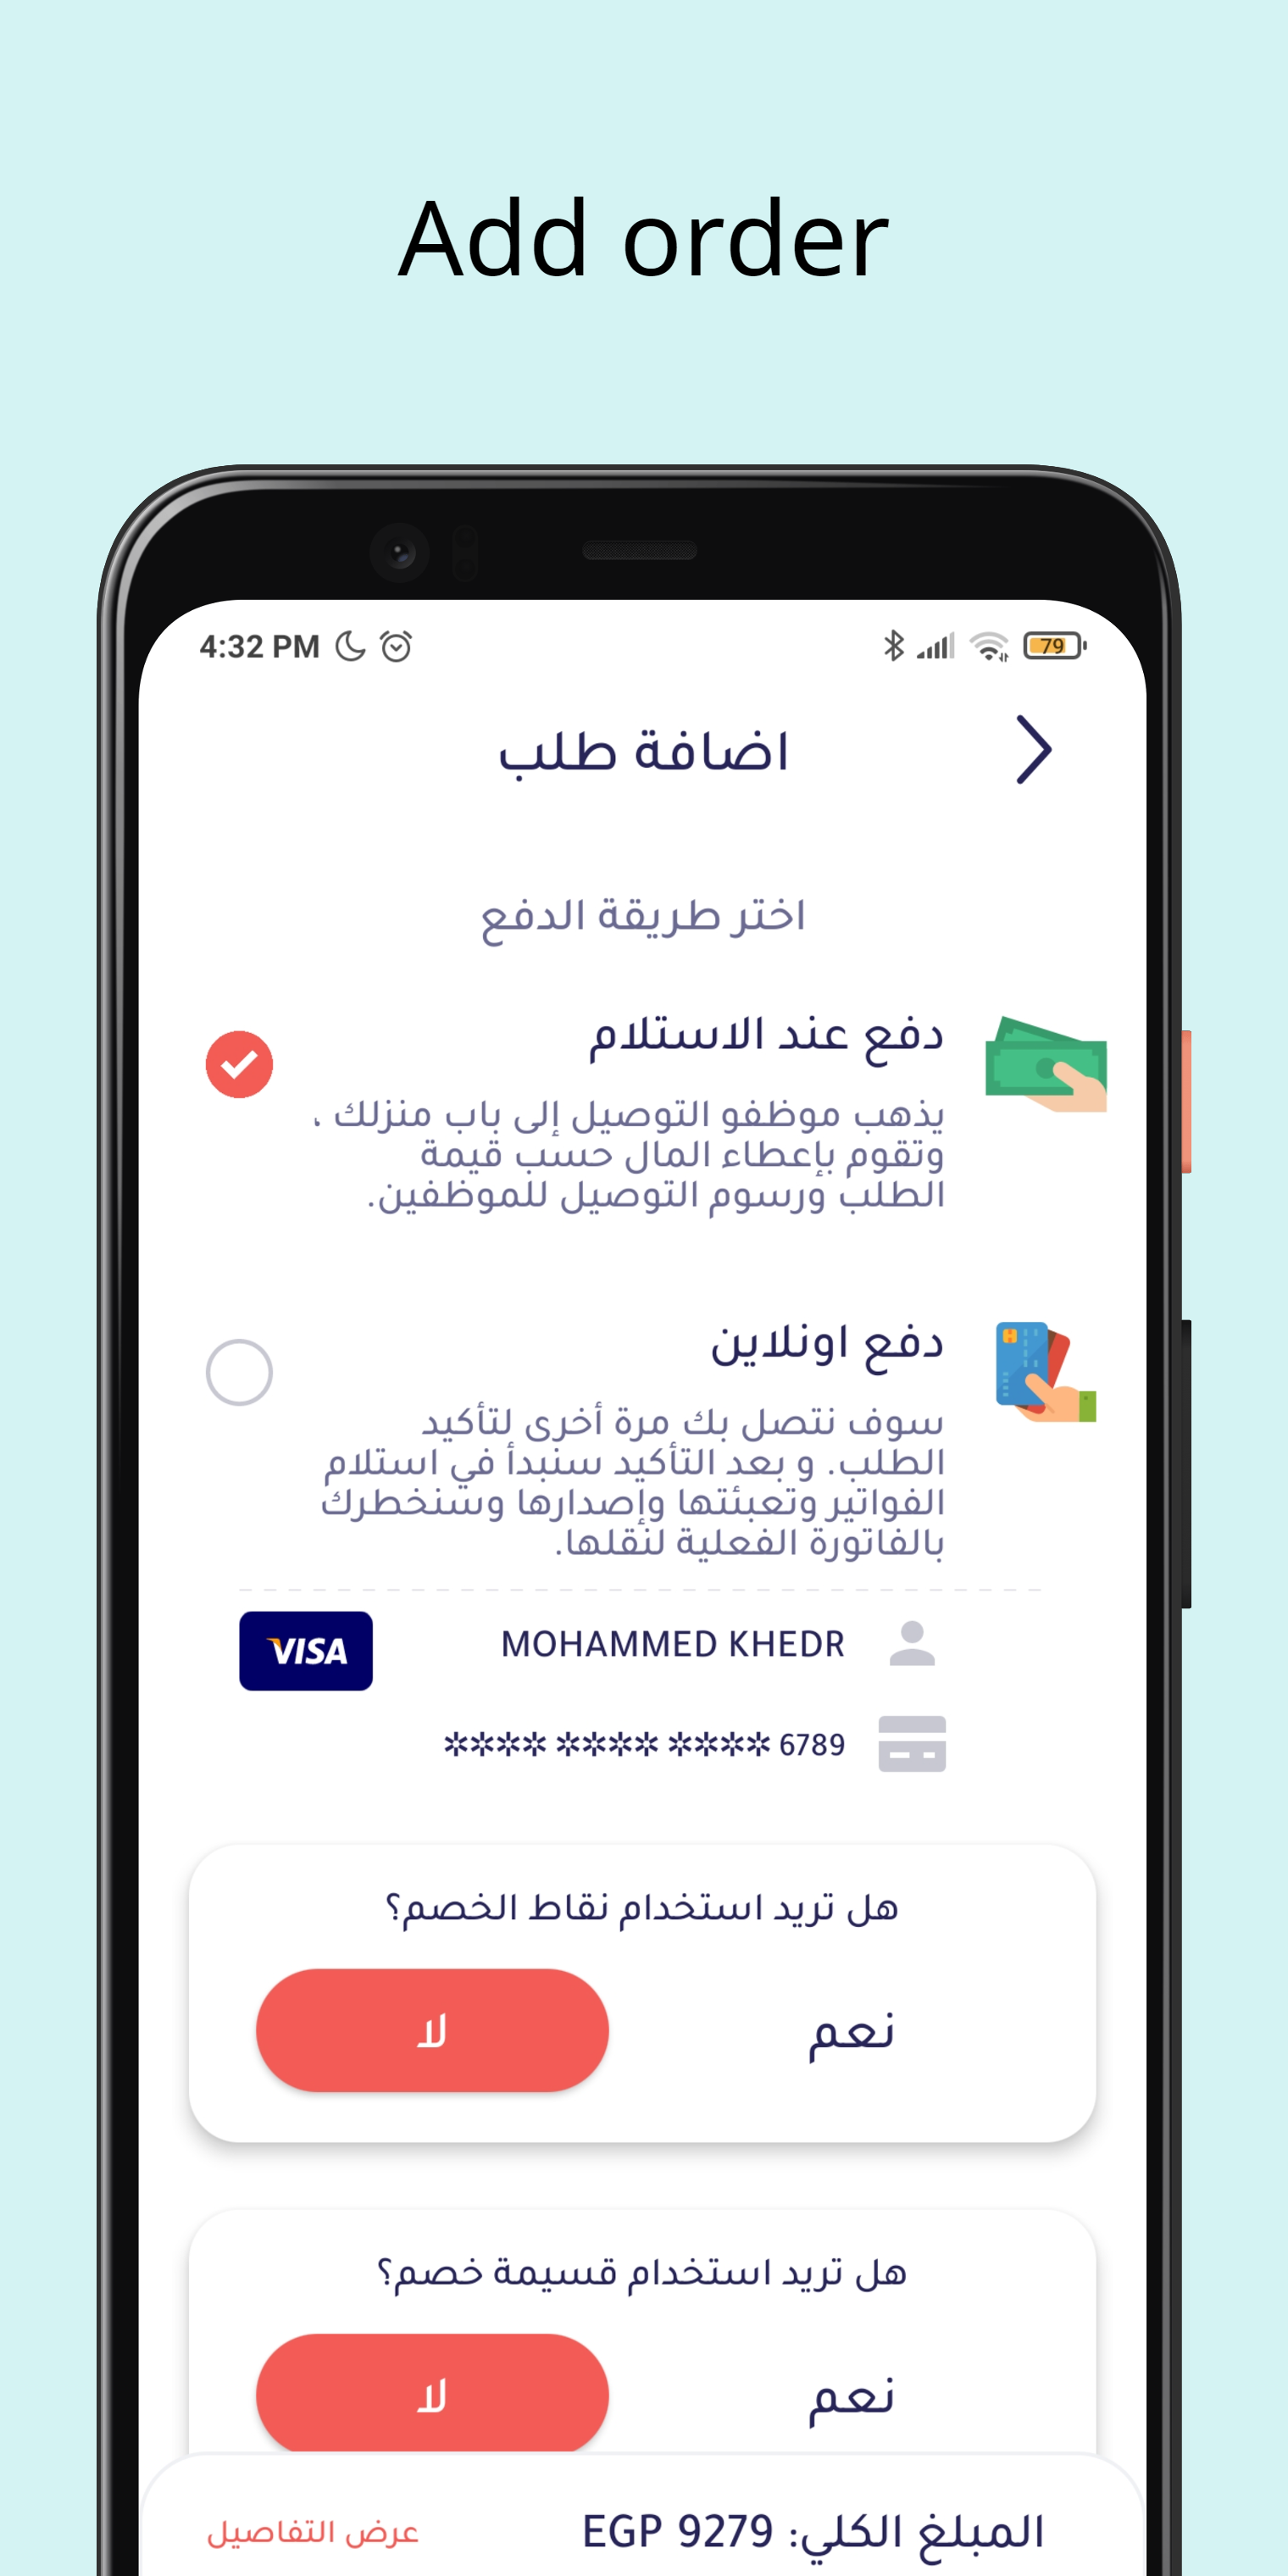 Add order
4:32 PM
79
اضافة طلب
اختر طريقة الدفع
دفع عند الاستلام
يذهب موظفو التوصيل إلى باب منزلك ،
وتقوم بإعطاء المال حسب قيمة
الطلب ورسوم التوصيل للموظفين.
دفع اونلاين
سوف نتصل بك مرة أخرى لتأكيد
الطلب. و بعد التأكيد سنبدأ في استلام
الفواتير وتعبئتها وإصدارها وسنخطرك
بالفاتورة الفعلية لنقلها.
MOHAMMED KHEDR
VISA
**** **** **** 6789
هل تريد استخدام نقاط الخصم؟
نعم
لا
هل تريد استخدام قسيمة خصم؟
نعم
لا
المبلغ الكلي: EGP 9279
عرض التفاصيل